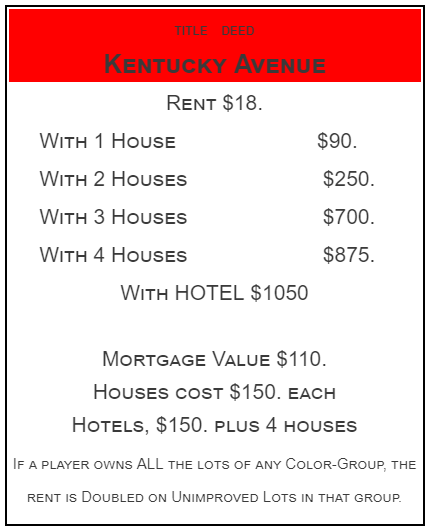 TITLE DEED
KENTUCKY AVENUE
RENT $18.
WITH 1 HOUSE $90.
WITH 2 HOUSES $250.
WITH 3 HOUSES $700.
WITH 4 HOUSES $875.
WITH HOTEL $1050
MORTGAGE VALUE $110.
HOUSES COST $150. EACH
HOTELS, $150. PLUS 4 HOUSES
IF A PLAYER OWNS ALL THE LOTS OF ANY COLOR-GROUP, THE
RENT IS DOUBLED ON UNIMPROVED LOTS IN THAT GROUP.